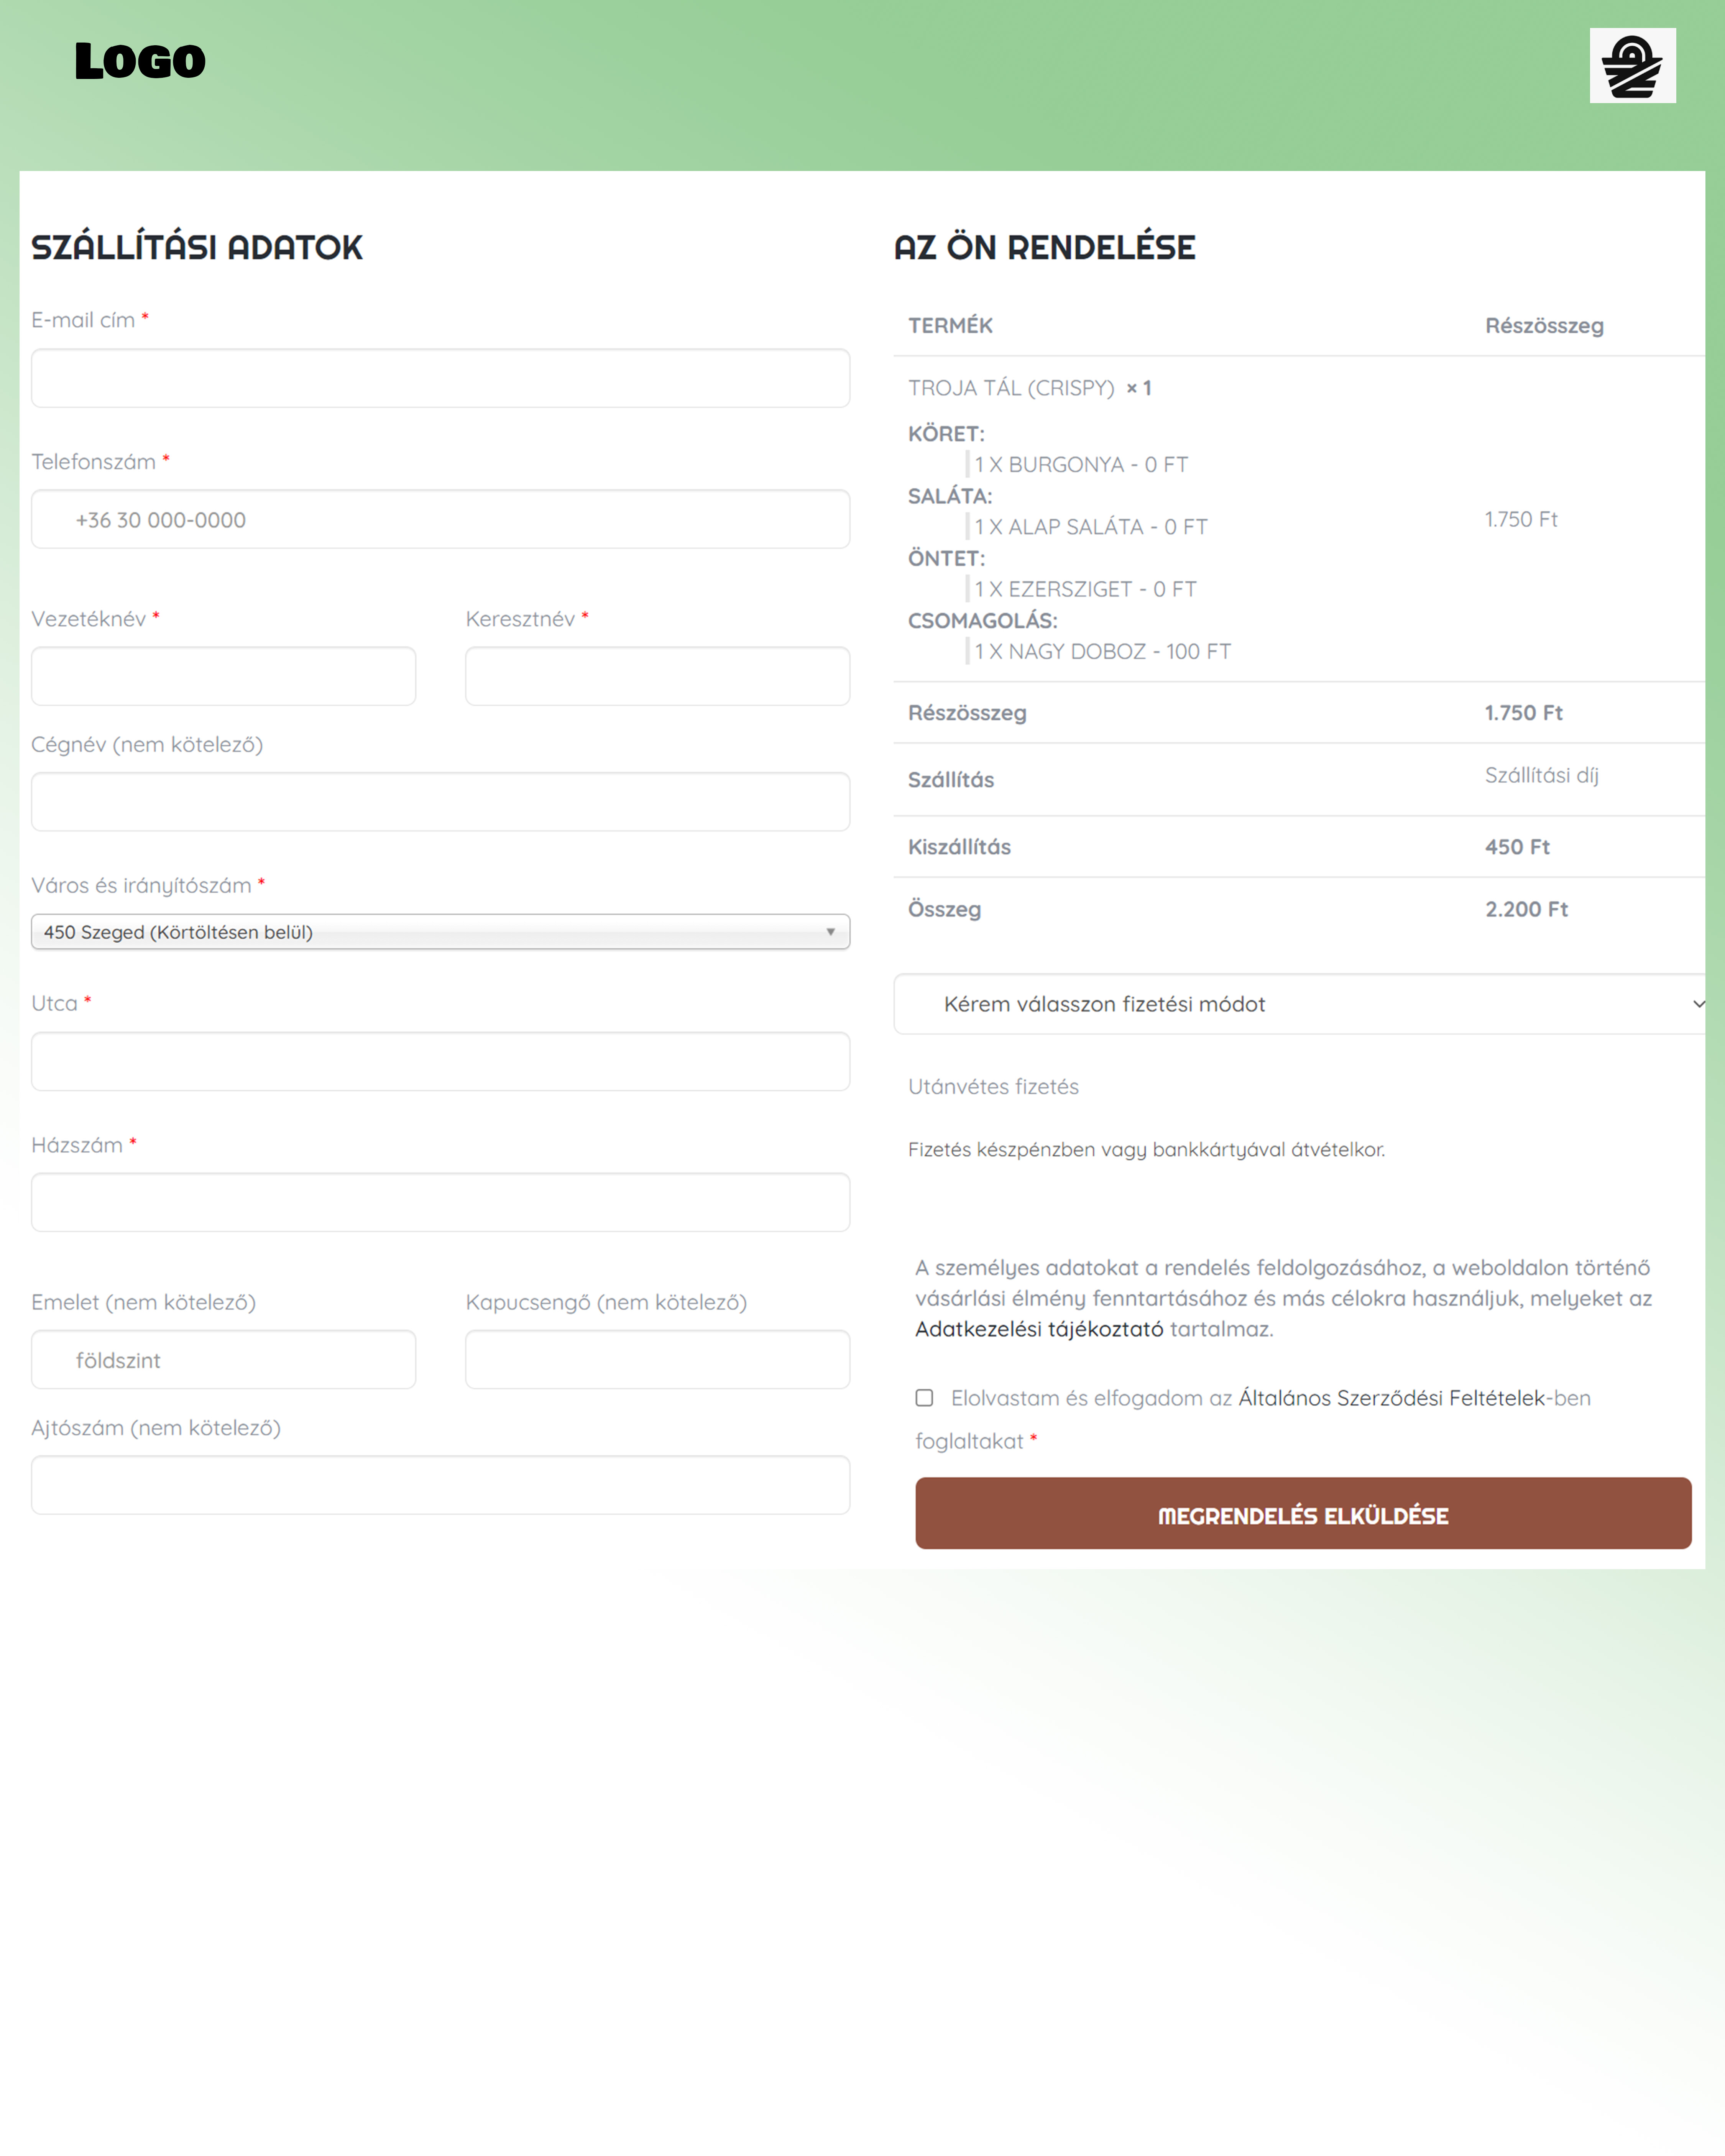 LOGO
SZÁLLÍTÁSI ADATOK
E-mail cím *
Telefonszám *
+36 30 000-0000
Vezetéknév *
Keresztnév *
Cégnév (nem kötelező)
Város és irányítószám *
450 Szeged (Körtöltésen belül)
Utca *
Házszám *
Emelet (nem kötelező)
Kapucsengő (nem kötelező)
földszint
Ajtószám (nem kötelező)
AZ ÖN RENDELÉSE
TERMÉK
Részösszeg
TROJA TÁL (CRISPY) × 1
KÖRET:
1 X BURGONYA - 0 FT
SALÁTA:
1 X ALAP SALÁTA - 0 FT
1.750 Ft
ÖNTET:
1 X EZERSZIGET - 0 FT
CSOMAGOLÁS:
1 X NAGY DOBOZ - 100 FT
Részösszeg
1.750 Ft
Szállítás
Szállítási díj
Kiszállítás
450 Ft
Összeg
2.200 Ft
Kérem válasszon fizetési módot
Utánvétes fizetés
Fizetés készpénzben vagy bankkártyával átvételkor.
A személyes adatokat a rendelés feldolgozásához, a weboldalon történő
vásárlási élmény fenntartásához és más célokra használjuk, melyeket az
Adatkezelési tájékoztató tartalmaz.
Elolvastam és elfogadom az Általános Szerződési Feltételek-ben
foglaltakat *
MEGRENDELÉS ELKÜLDÉSE